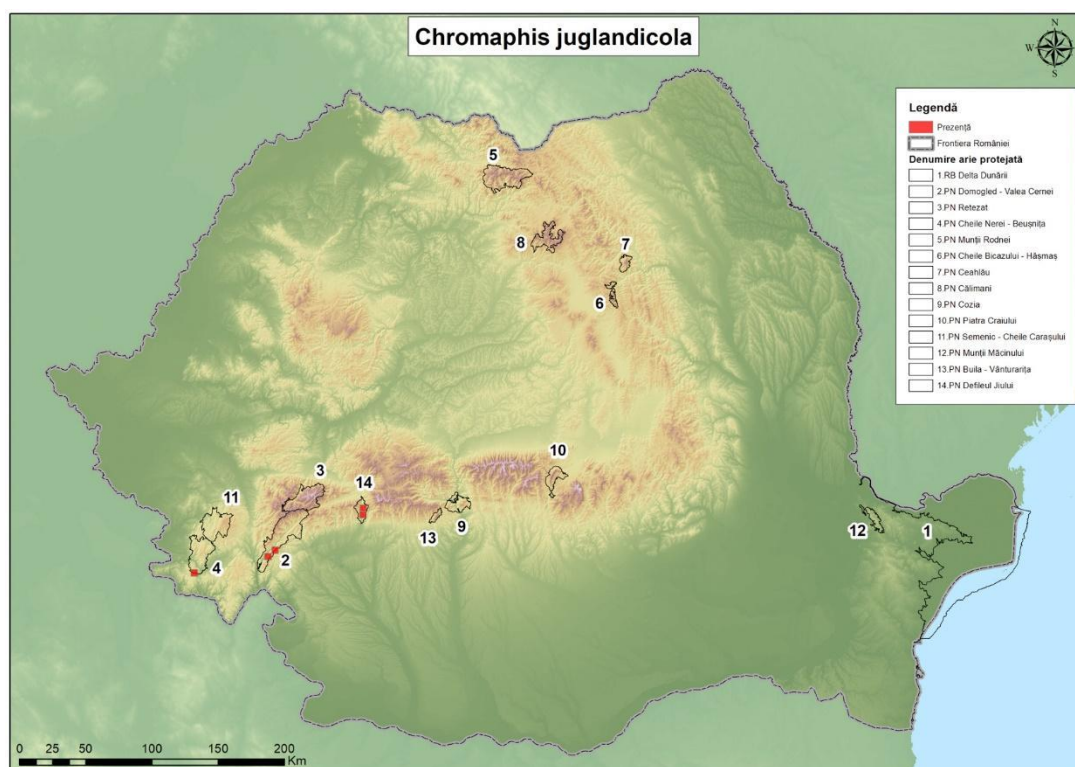 Chromaphis juglandicola
N
W
E
S
Legendă
Prezență
Frontiera României
Denumire arie protejată
1.RB Delta Dunării
2.PN Domogled - Valea Cernei
3.PN Retezat
4.PN Cheile Nerei - Beușnița
5.PN Munții Rodnei
6.PN Cheile Bicazului - Hășmaș
7.PN Ceahlău
8.PN Călimani
9.PN Cozia
10.PN Piatra Craiului
11.PN Semenic - Cheile Carașului
12.PN Munții Măcinului
13.PN Buila - Vânturarița
14.PN Defileul Jiului
5
8
7
6
10
3
14
11
13
9
12
1
4
2
0 25 50 100 150 200
Km